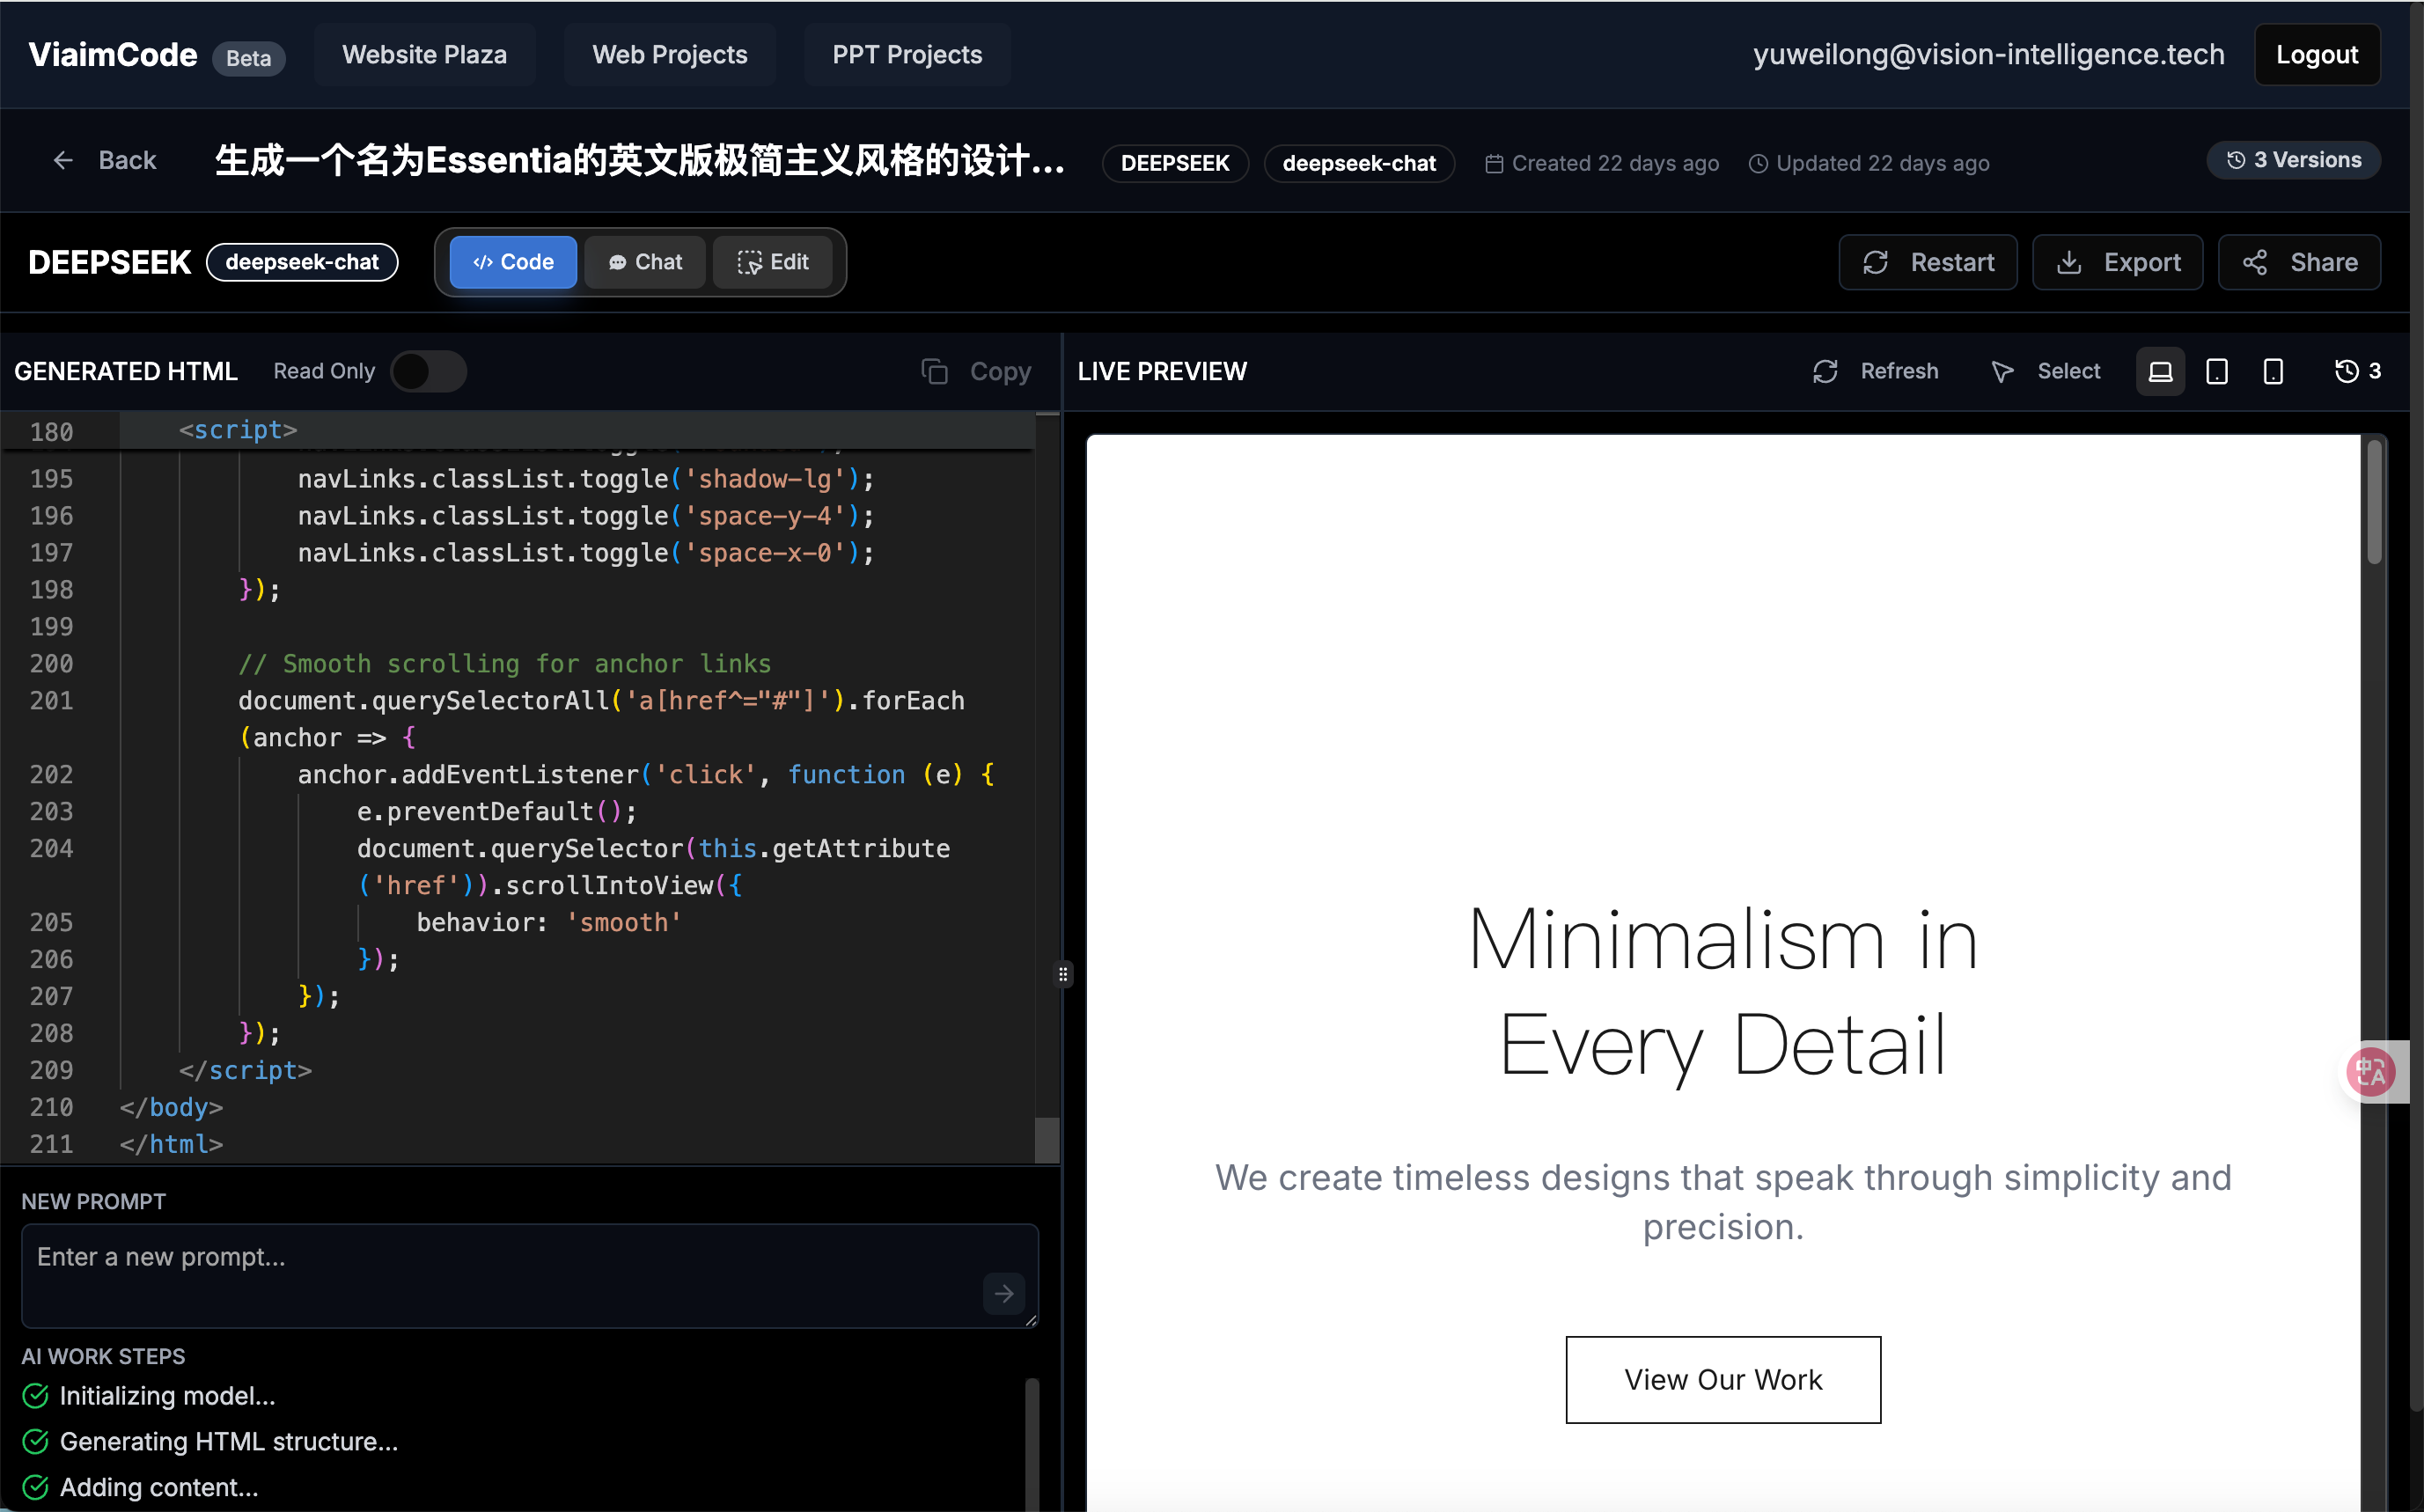 ViaimCode Beta Website Plaza Web Projects PPT Projects yuweilong@vision-intelligence.tech Logout
Back 生成一个名为Essentia的英文版极简主义风格的设计... DEEPSEEK deepseek-chat Created 22 days ago Updated 22 days ago 3 Versions
DEEPSEEK deepseek-chat </> Code Chat Edit Restart Export Share
GENERATED HTML Read Only Copy
180 <script>
195 navLinks.classList.toggle('shadow-lg');
196 navLinks.classList.toggle('space-y-4');
197 navLinks.classList.toggle('space-x-0');
198 });
199
200 // Smooth scrolling for anchor links
201 document.querySelectorAll('a[href^="#"]').forEach
(anchor => {
202 anchor.addEventListener('click', function (e) {
203 e.preventDefault();
204 document.querySelector(this.getAttribute
('href')).scrollIntoView({
205 behavior: 'smooth'
206 });
207 });
208 });
209 </script>
210 </body>
211 </html>
NEW PROMPT
Enter a new prompt...
AI WORK STEPS
Initializing model...
Generating HTML structure...
Adding content...
LIVE PREVIEW Refresh Select 3
Minimalism in
Every Detail
We create timeless designs that speak through simplicity and
precision.
View Our Work